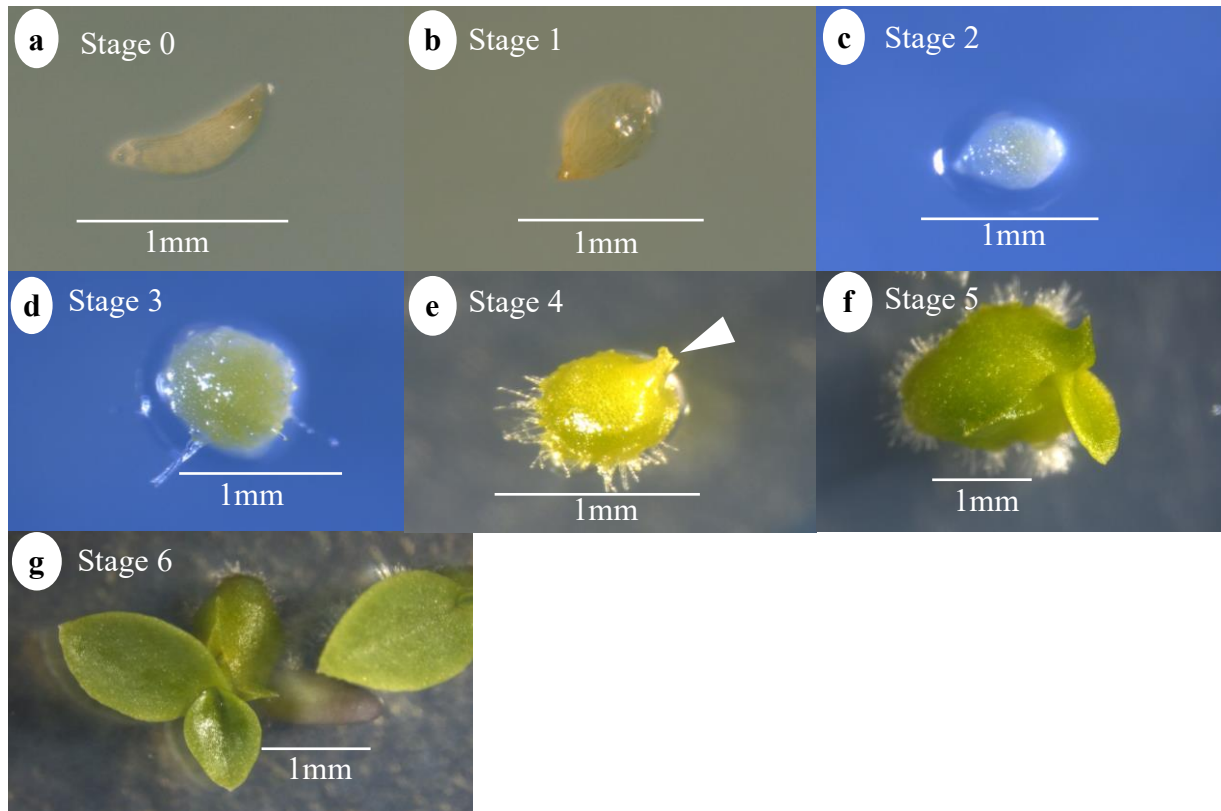 a Stage 0
1mm
b Stage 1
1mm
c Stage 2
1mm
d Stage 3
1mm
e Stage 4
1mm
f Stage 5
1mm
g Stage 6
1mm